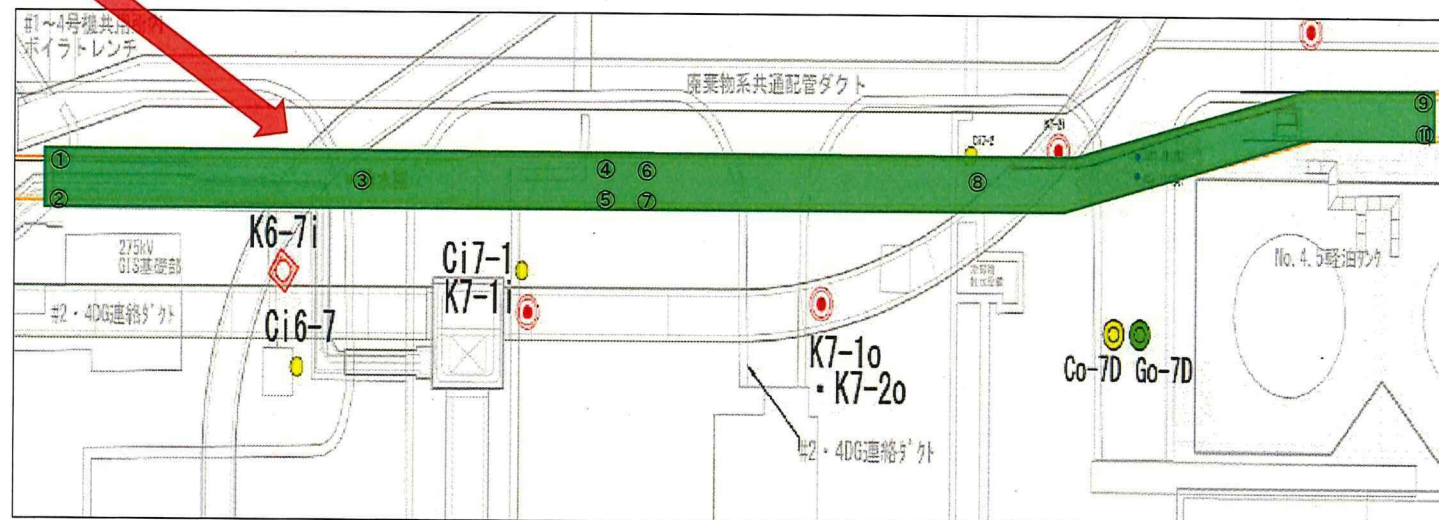 #1～4号機共用
ボイラトレンチ
廃棄物系共通配管ダクト
⑨
⑩
①
②
③
④ ⑥
⑤ ⑦
⑧
K6-7i
275kV
GIS基礎部
Ci7-1
K7-1i
No. 4.5軽油タンク
#2・4DG連絡ダクト
Ci6-7
K7-1o
・K7-2o
Co-7D Go-7D
#2・4DG連絡ダクト